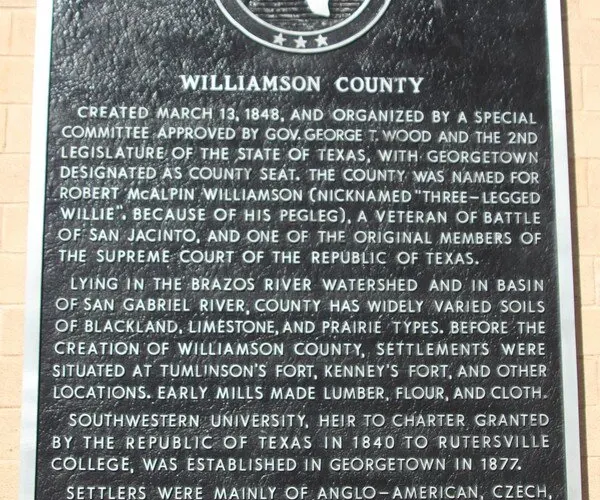 WILLIAMSON COUNTY
CREATED MARCH 13, 1848, AND ORGANIZED BY A SPECIAL
COMMITTEE APPROVED BY GOV. GEORGE T. WOOD AND THE 2ND
LEGISLATURE OF THE STATE OF TEXAS, WITH GEORGETOWN
DESIGNATED AS COUNTY SEAT. THE COUNTY WAS NAMED FOR
ROBERT McALPIN WILLIAMSON (NICKNAMED "THREE-LEGGED
WILLIE". BECAUSE OF HIS PEGLEG), A VETERAN OF BATTLE
OF SAN JACINTO, AND ONE OF THE ORIGINAL MEMBERS OF
THE SUPREME COURT OF THE REPUBLIC OF TEXAS.
LYING IN THE BRAZOS RIVER WATERSHED AND IN BASIN
OF SAN GABRIEL RIVER, COUNTY HAS WIDELY VARIED SOILS
OF BLACKLAND, LIMESTONE, AND PRAIRIE TYPES. BEFORE THE
CREATION OF WILLIAMSON COUNTY, SETTLEMENTS WERE
SITUATED AT TUMLINSON'S FORT, KENNEY'S FORT, AND OTHER
LOCATIONS. EARLY MILLS MADE LUMBER, FLOUR, AND CLOTH.
SOUTHWESTERN UNIVERSITY, HEIR TO CHARTER GRANTED
BY THE REPUBLIC OF TEXAS IN 1840 TO RUTERSVILLE
COLLEGE, WAS ESTABLISHED IN GEORGETOWN IN 1877.
SETTLERS WERE MAINLY OF ANGLO-AMERICAN, CZECH,